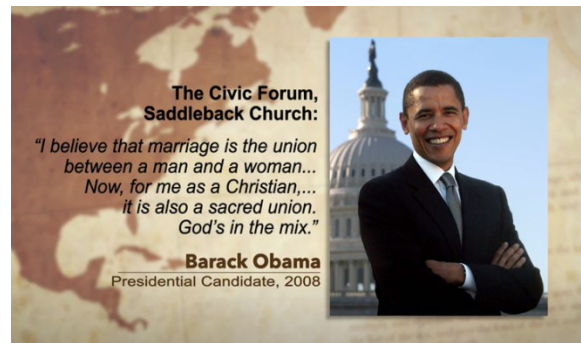 The Civic Forum,
Saddleback Church:
“I believe that marriage is the union
between a man and a woman...
Now, for me as a Christian,...
it is also a sacred union.
God’s in the mix.”
Barack Obama
Presidential Candidate, 2008